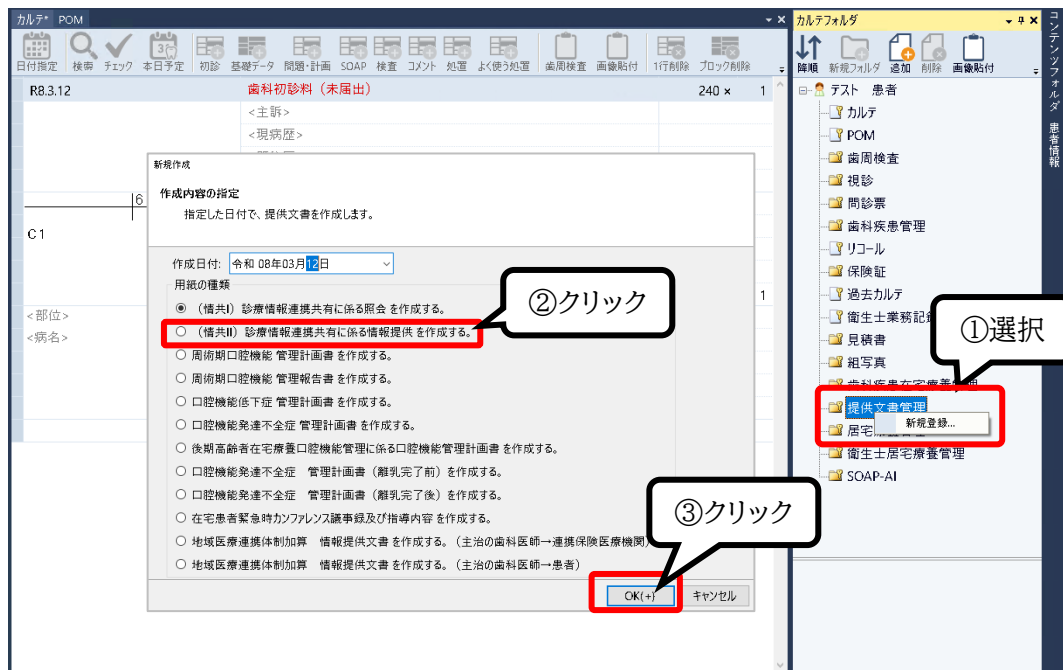 カルテ* POM
日付指定 検索 チェック 本日予定 初診 基礎データ 問題・計画 SOAP 検査 コメント 処置 よく使う処置 歯周検査 画像貼付 1行削除 ブロック削除
R8.3.12 歯科初診料（未届出） 240 × 1
<主訴>
<現病歴>
6
C1
1
<部位>
<病名>
新規作成
作成内容の指定
指定した日付で、提供文書を作成します。
作成日付: 令和 08年03月12日
用紙の種類
（情共I）診療情報連携共有に係る照会 を作成する。
（情共II）診療情報連携共有に係る情報提供 を作成する。
周術期口腔機能 管理計画書 を作成する。
周術期口腔機能 管理報告書 を作成する。
口腔機能低下症 管理計画書 を作成する。
口腔機能発達不全症 管理計画書 を作成する。
後期高齢者在宅療養口腔機能管理に係る口腔機能管理計画書 を作成する。
口腔機能発達不全症 管理計画書（離乳完了前）を作成する。
口腔機能発達不全症 管理計画書（離乳完了後）を作成する。
在宅患者緊急時カンファレンス議事録及び指導内容 を作成する。
地域医療連携体制加算 情報提供文書 を作成する。（主治の歯科医師→連携保険医療機関）
地域医療連携体制加算 情報提供文書 を作成する。（主治の歯科医師→患者）
OK(+) キャンセル
②クリック
③クリック
①選択
カルテフォルダ
降順 新規フォルダ 追加 削除 画像貼付
テスト 患者
カルテ
POM
歯周検査
視診
問診票
歯科疾患管理
リコール
保険証
過去カルテ
衛生士業務記
見積書
組写真
歯科疾患在宅療養管理
提供文書管理
新規登録...
居宅
衛生士居宅療養管理
SOAP-AI
コンテンツフォルダ 患者情報